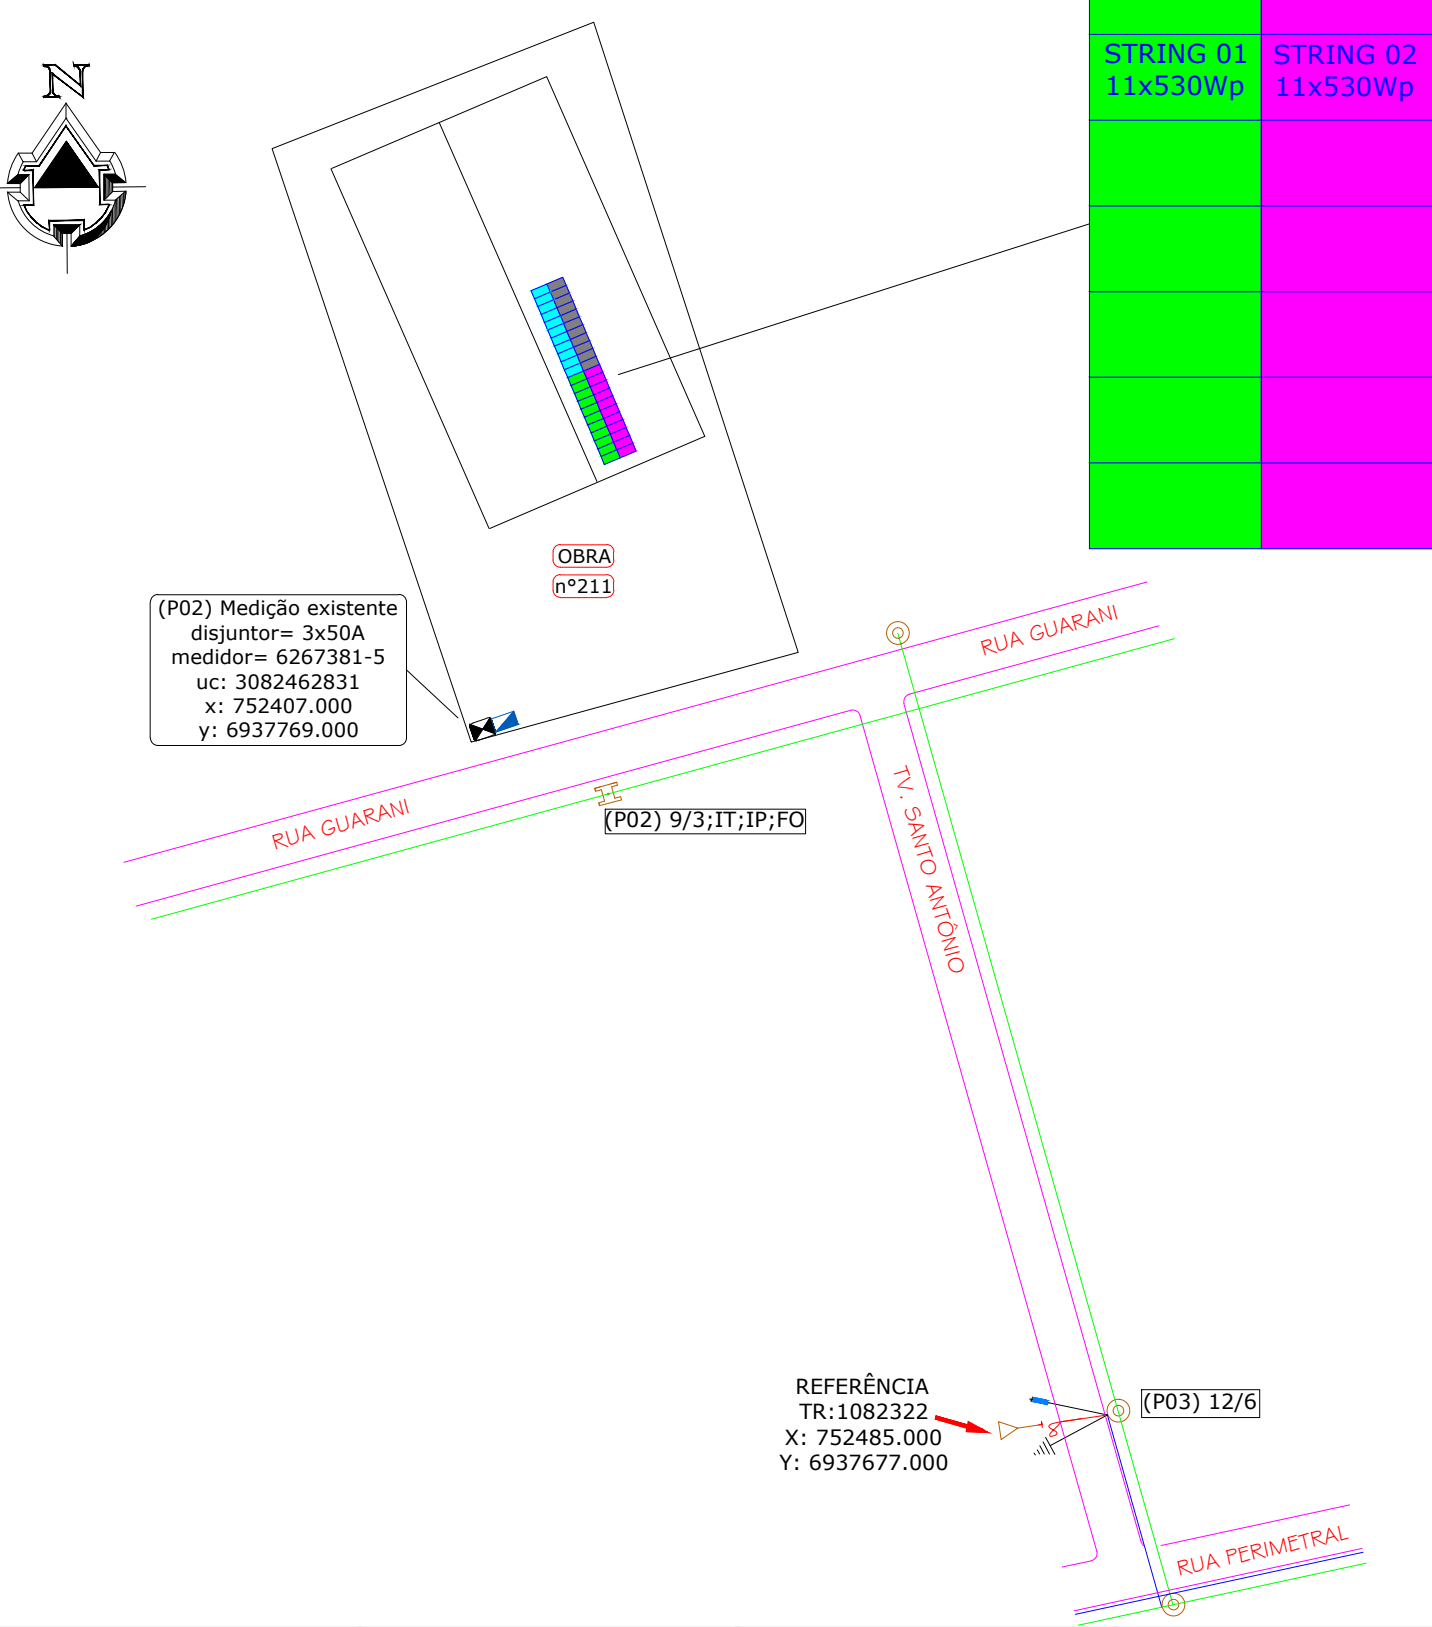 N
STRING 01
11x530Wp
STRING 02
11x530Wp
OBRA
n°211
(P02) Medição existente
disjuntor= 3x50A
medidor= 6267381-5
uc: 3082462831
x: 752407.000
y: 6937769.000
RUA GUARANI
RUA GUARANI
(P02) 9/3;IT;IP;FO
TV. SANTO ANTÔNIO
REFERÊNCIA
TR:1082322
X: 752485.000
Y: 6937677.000
(P03) 12/6
RUA PERIMETRAL